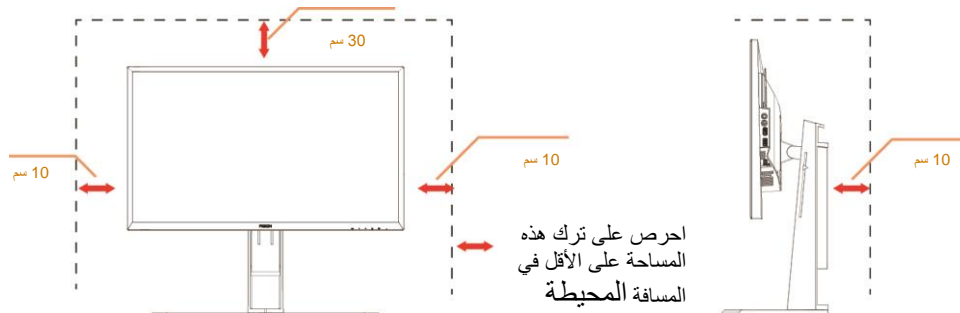 30 سم
10 سم
10 سم
10 سم
احرص على ترك هذه
المساحة على الأقل في
المسافة المحيطة